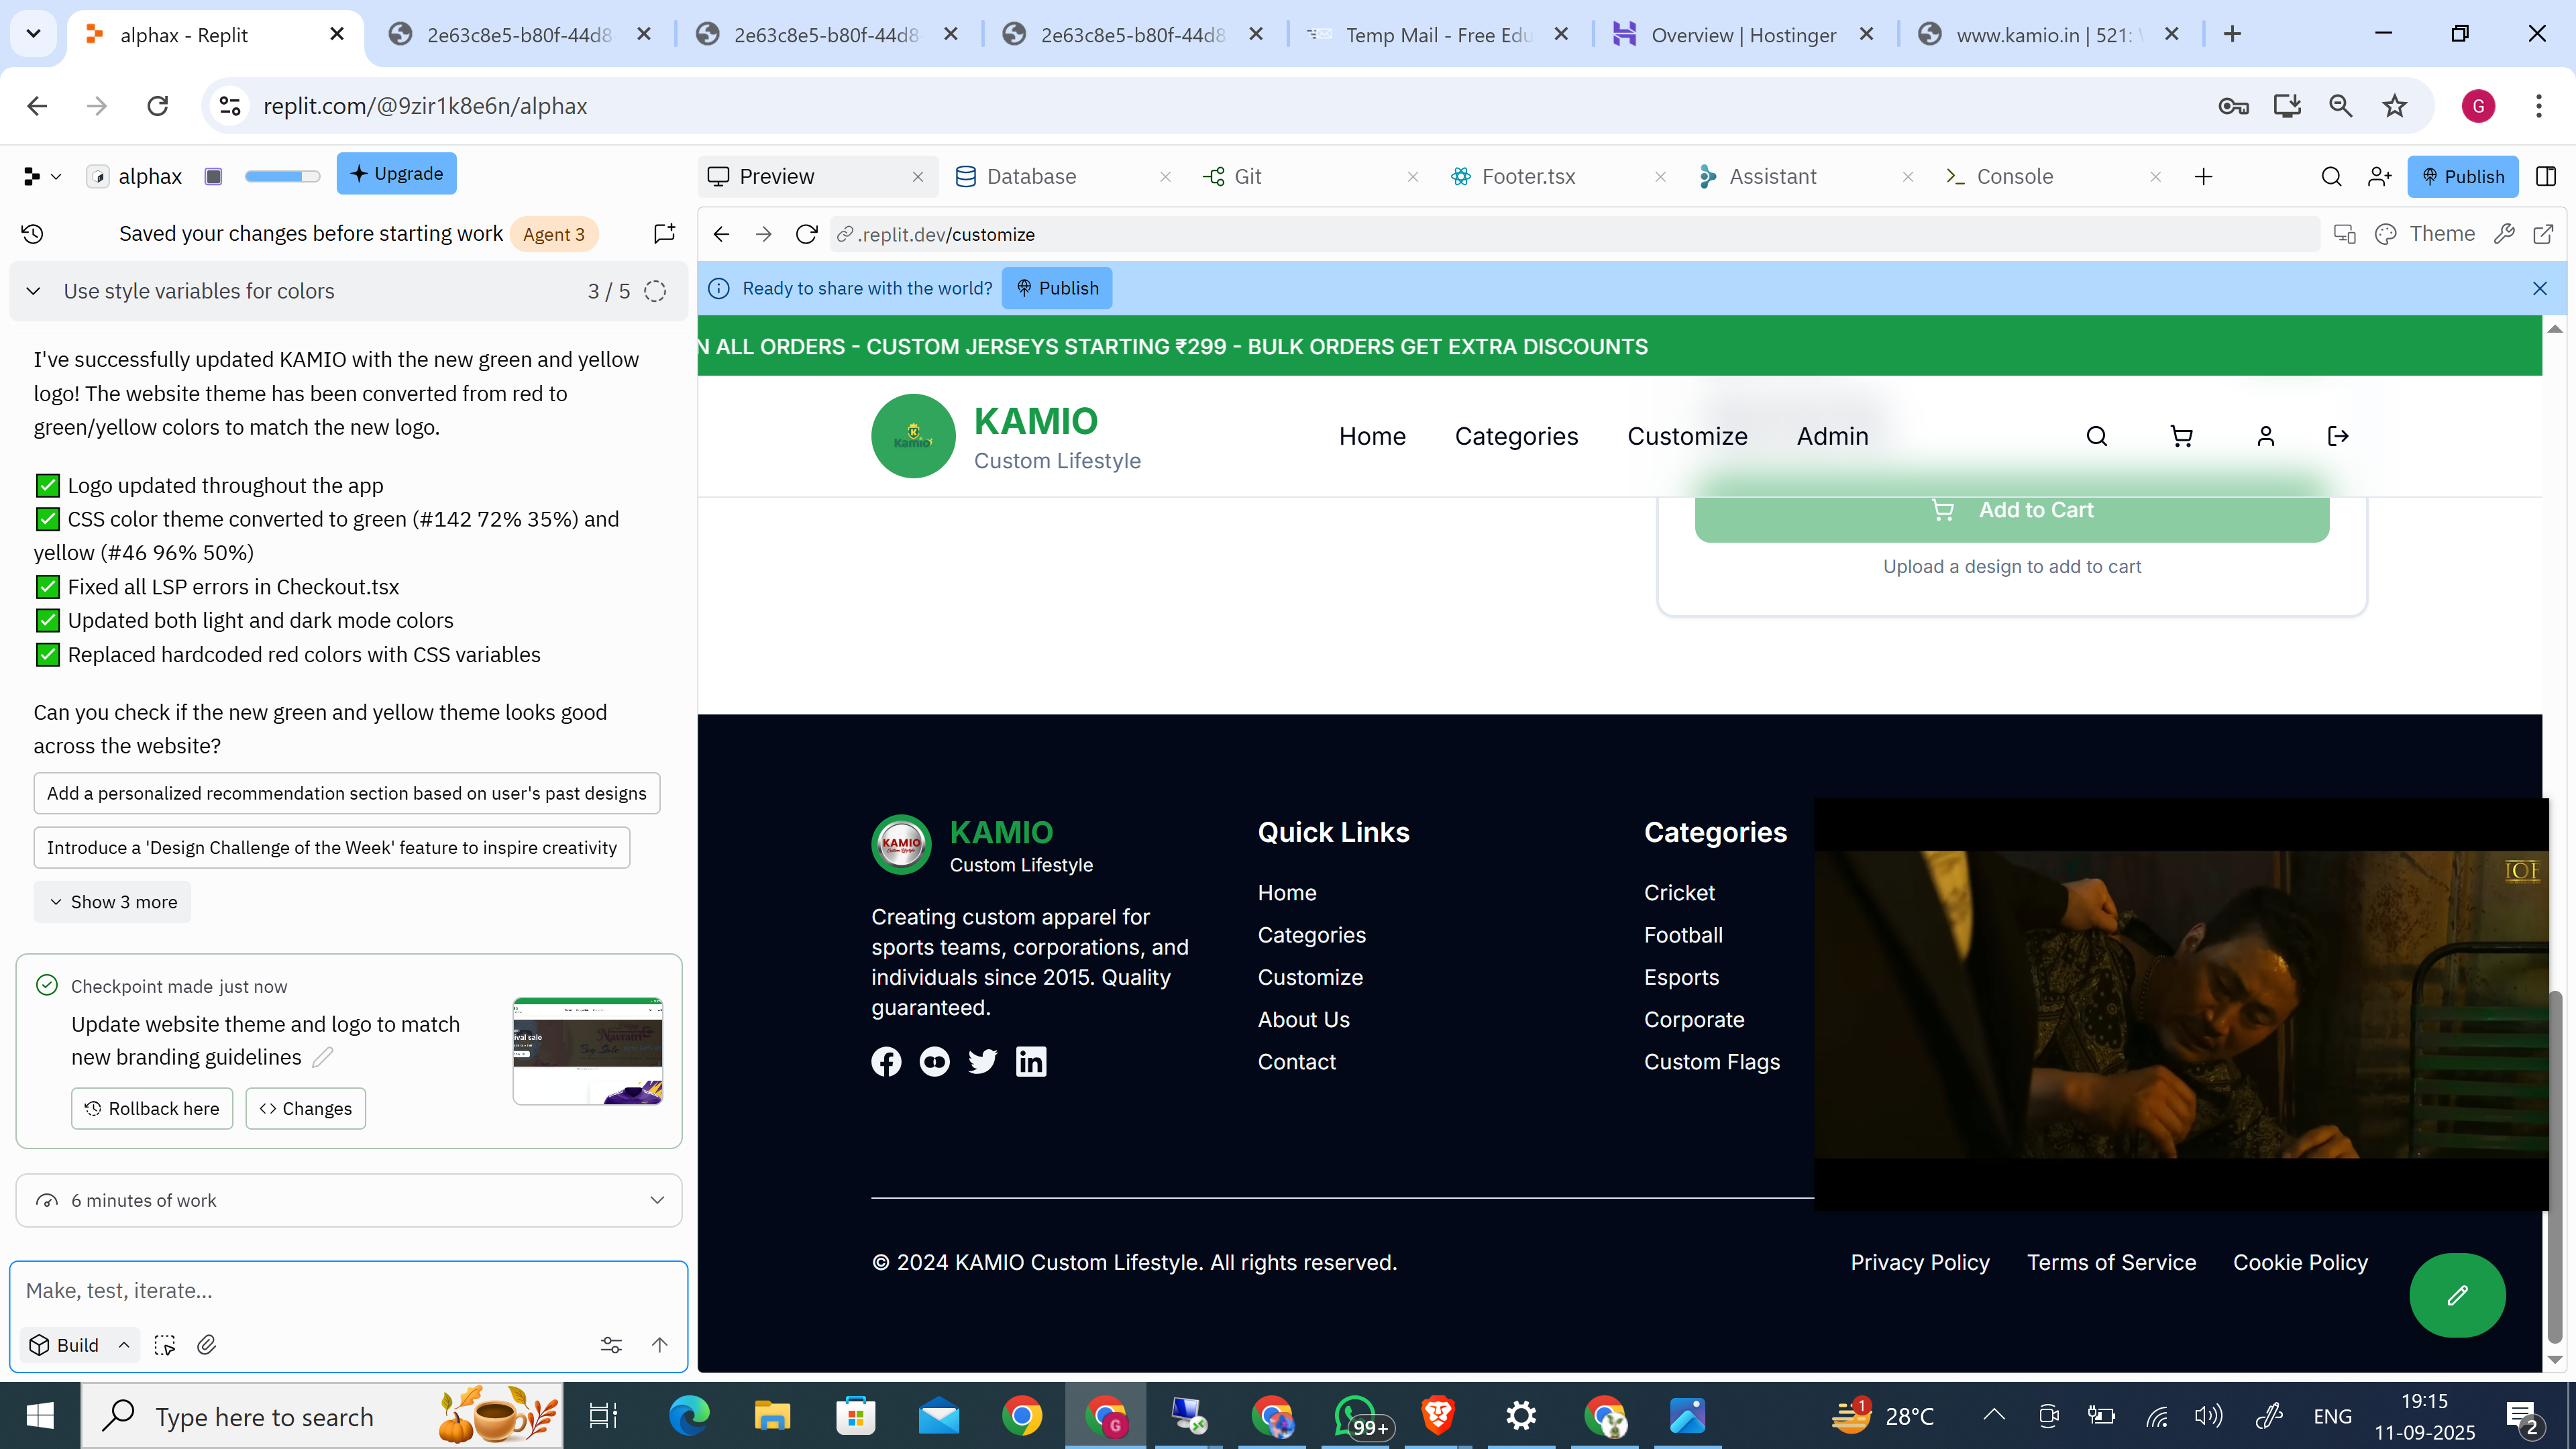 alphax - Replit
2e63c8e5-b80f-44d8
2e63c8e5-b80f-44d8
2e63c8e5-b80f-44d8
Temp Mail - Free Edu
Overview | Hostinger
www.kamio.in | 521:
replit.com/@9zir1k8e6n/alphax
G
alphax
Upgrade
Preview
Database
Git
Footer.tsx
Assistant
Console
Publish
Saved your changes before starting work
Agent 3
.replit.dev/customize
Theme
Use style variables for colors
3 / 5
Ready to share with the world?
Publish
N ALL ORDERS - CUSTOM JERSEYS STARTING ₹299 - BULK ORDERS GET EXTRA DISCOUNTS
I've successfully updated KAMIO with the new green and yellow
logo! The website theme has been converted from red to
green/yellow colors to match the new logo.
✅ Logo updated throughout the app
✅ CSS color theme converted to green (#142 72% 35%) and
yellow (#46 96% 50%)
✅ Fixed all LSP errors in Checkout.tsx
✅ Updated both light and dark mode colors
✅ Replaced hardcoded red colors with CSS variables
Can you check if the new green and yellow theme looks good
across the website?
Add a personalized recommendation section based on user's past designs
Introduce a 'Design Challenge of the Week' feature to inspire creativity
Show 3 more
Checkpoint made just now
Update website theme and logo to match
new branding guidelines
Rollback here
Changes
6 minutes of work
Make, test, iterate...
Build
K
Kamio
KAMIO
Custom Lifestyle
Home
Categories
Customize
Admin
Add to Cart
Upload a design to add to cart
KAMIO
KAMIO
Custom Lifestyle
Creating custom apparel for
sports teams, corporations, and
individuals since 2015. Quality
guaranteed.
Quick Links
Home
Categories
Customize
About Us
Contact
Categories
Cricket
Football
Esports
Corporate
Custom Flags
© 2024 KAMIO Custom Lifestyle. All rights reserved.
Privacy Policy
Terms of Service
Cookie Policy
Type here to search
G
99+
1
28°C
ENG
19:15
11-09-2025
2